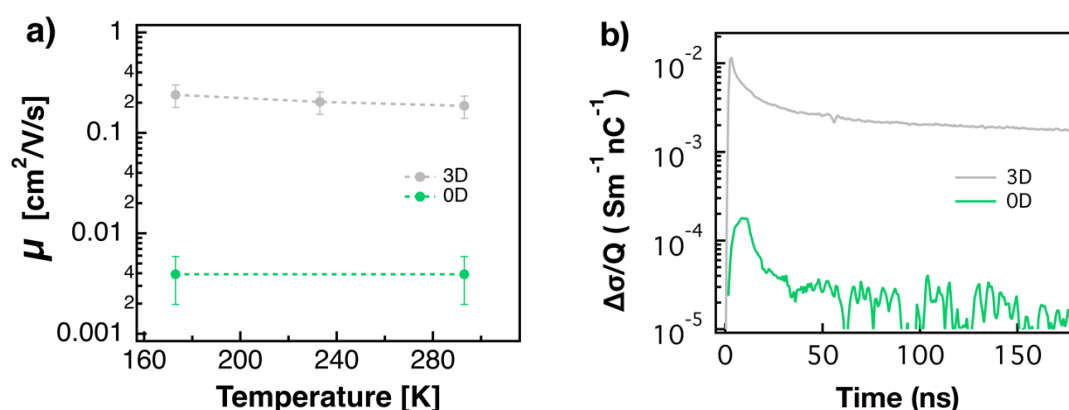 a)
1
4
2
0.1
4
2
0.01
4
2
0.001
μ [cm²/V/s]
3D
0D
160
200
240
280
Temperature [K]
b)
10⁻²
10⁻³
10⁻⁴
10⁻⁵
Δσ/Q ( Sm⁻¹ nC⁻¹)
3D
0D
0
50
100
150
Time (ns)